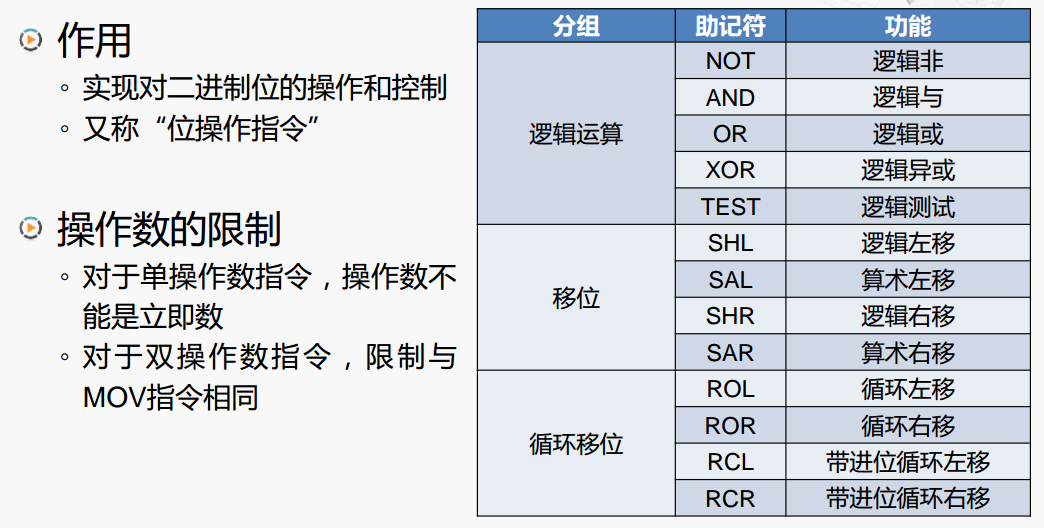 作用
实现对二进制位的操作和控制
又称“位操作指令”
操作数的限制
对于单操作数指令，操作数不
能是立即数
对于双操作数指令，限制与
MOV指令相同
分组 助记符 功能
逻辑运算
NOT 逻辑非
AND 逻辑与
OR 逻辑或
XOR 逻辑异或
TEST 逻辑测试
移位
SHL 逻辑左移
SAL 算术左移
SHR 逻辑右移
SAR 算术右移
循环移位
ROL 循环左移
ROR 循环右移
RCL 带进位循环左移
RCR 带进位循环右移